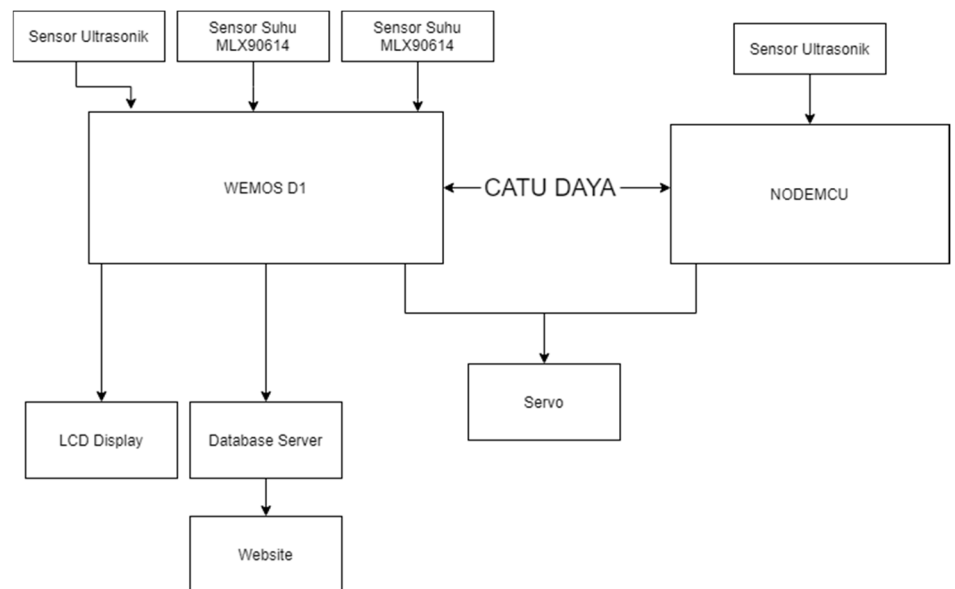 Sensor Ultrasonik
Sensor Suhu
MLX90614
Sensor Suhu
MLX90614
Sensor Ultrasonik
WEMOS D1
CATU DAYA
NODEMCU
Servo
LCD Display
Database Server
Website